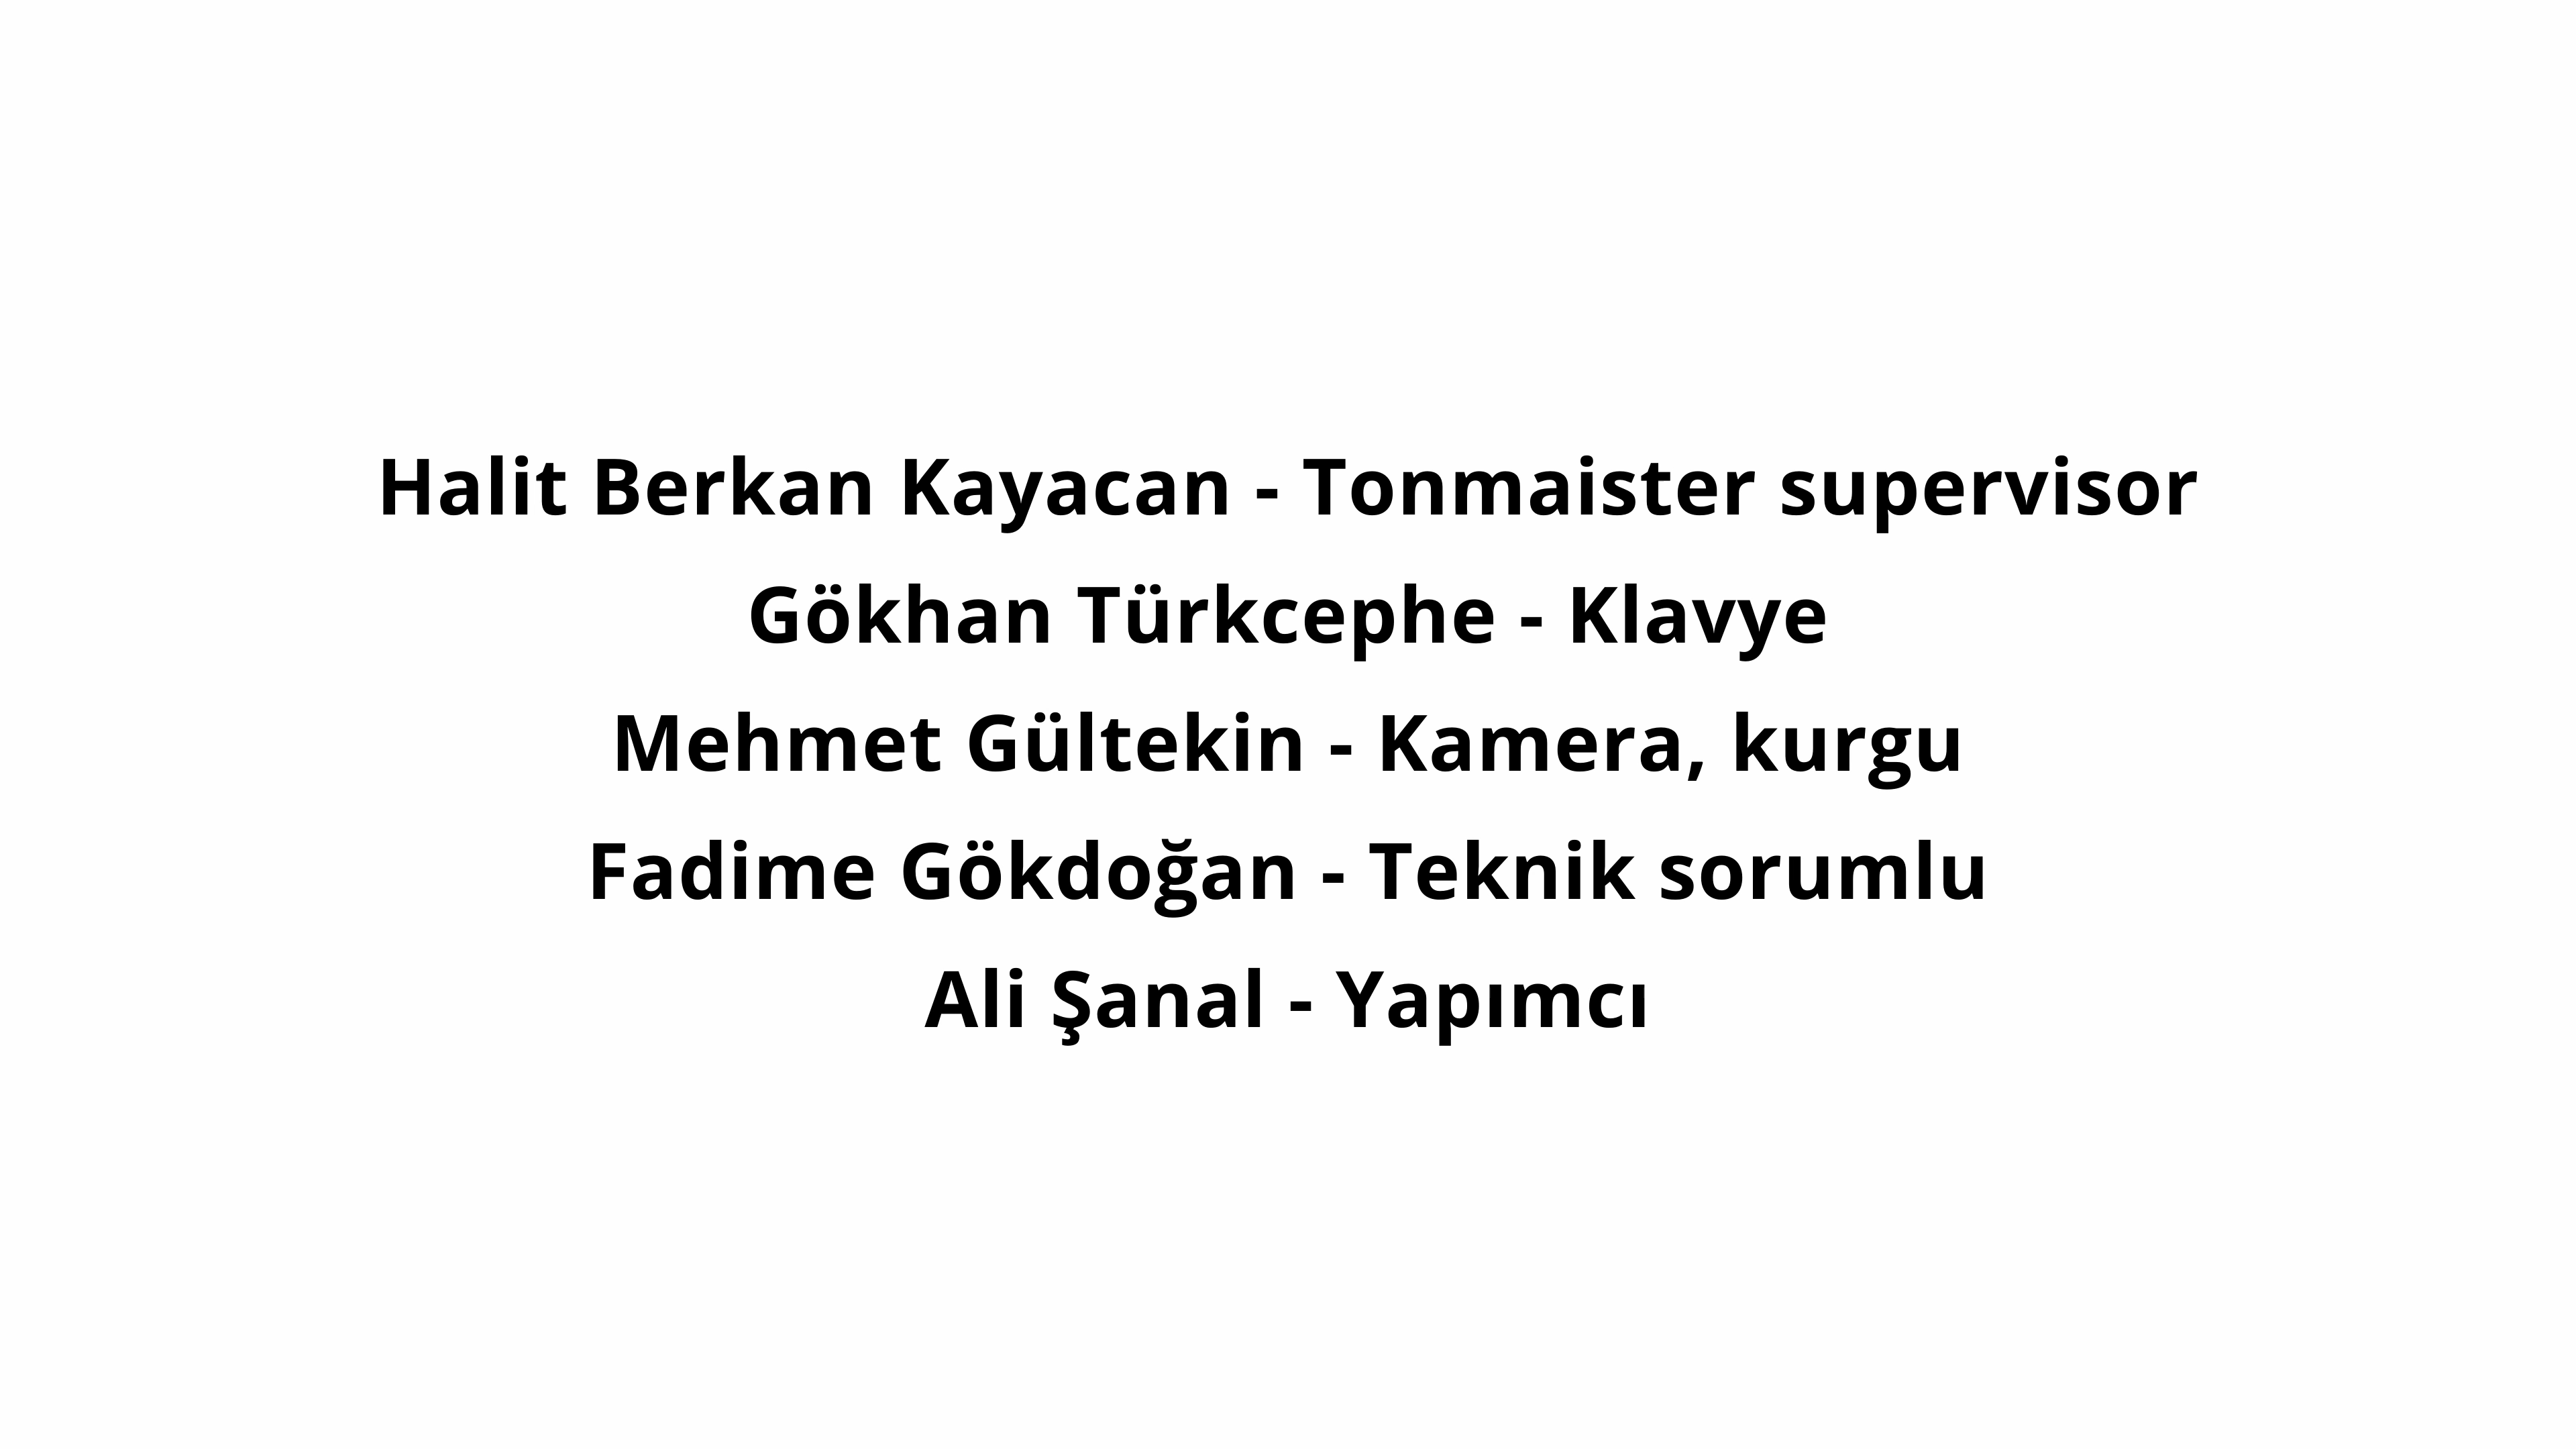 Halit Berkan Kayacan - Tonmaister supervisor
Gökhan Türkcephe - Klavye
Mehmet Gültekin - Kamera, kurgu
Fadime Gökdoğan - Teknik sorumlu
Ali Şanal - Yapımcı